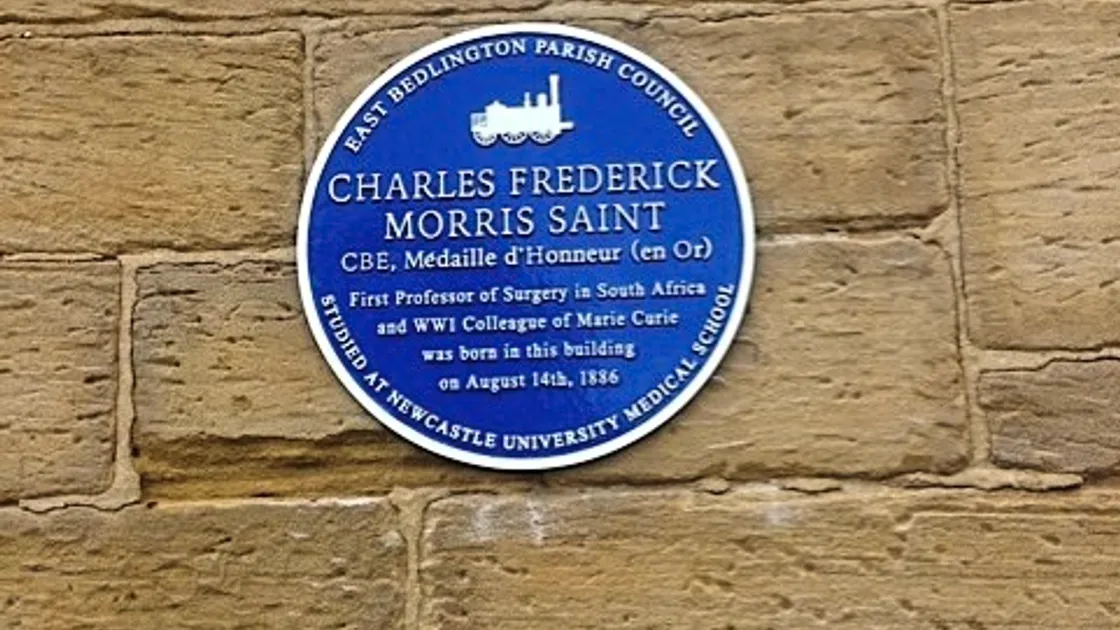 EAST BEDLINGTON PARISH COUNCIL
CHARLES FREDERICK
MORRIS SAINT
CBE, Médaille d'Honneur (en Or)
First Professor of Surgery in South Africa
and WWI Colleague of Marie Curie
was born in this building
on August 14th, 1886
STUDIED AT NEWCASTLE UNIVERSITY MEDICAL SCHOOL